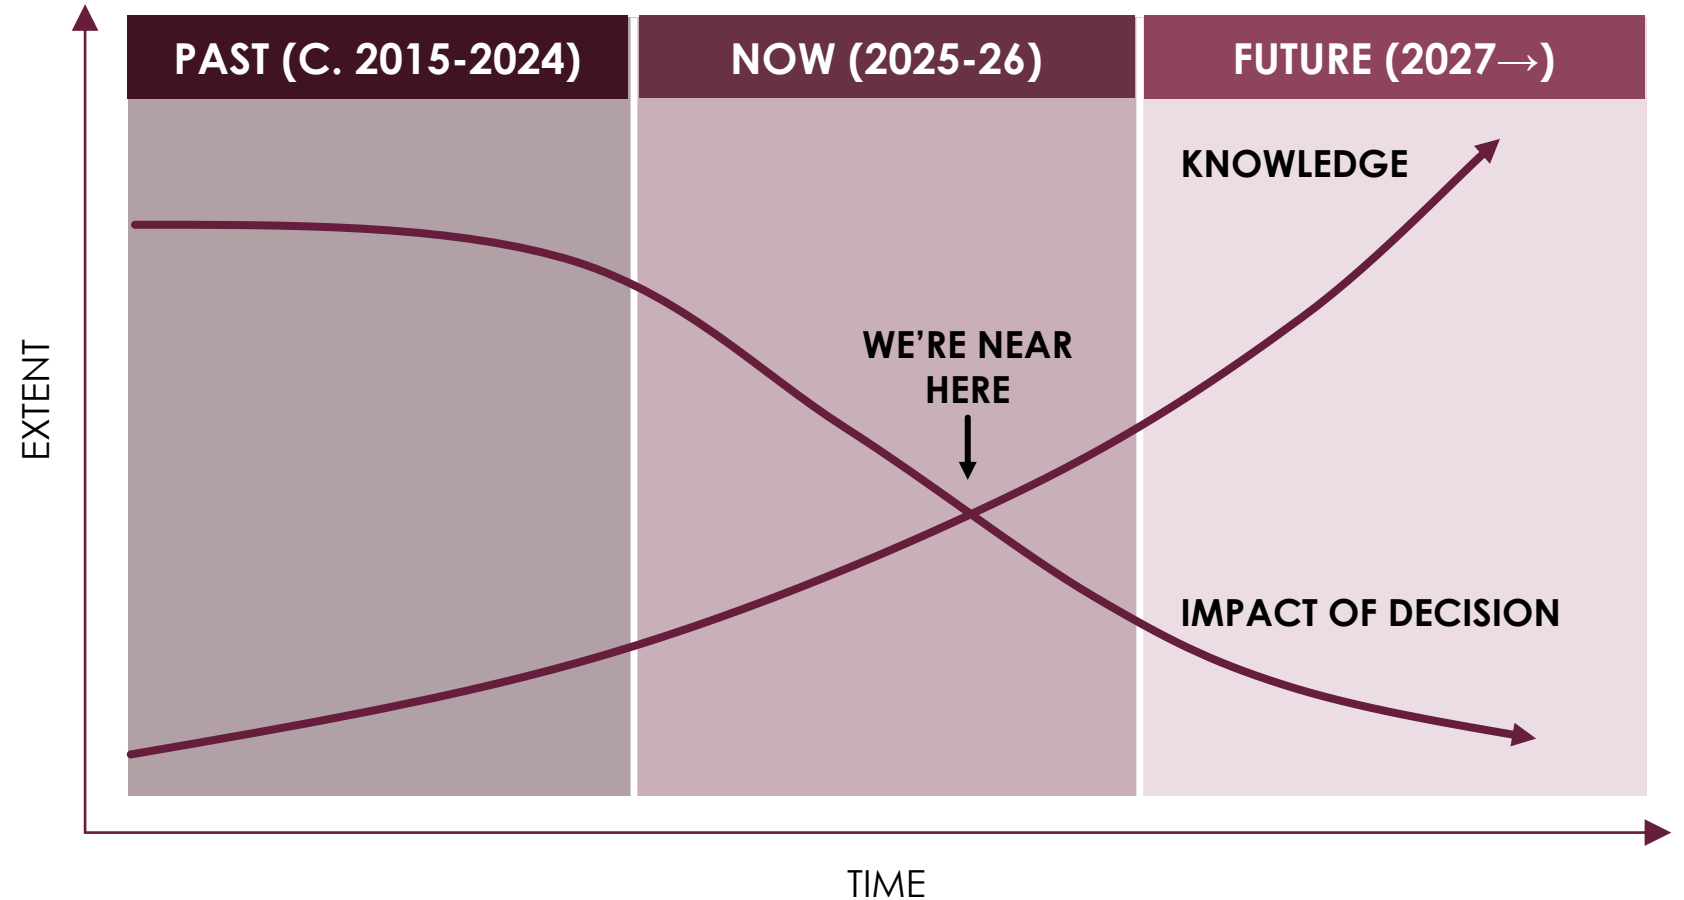 PAST (C. 2015-2024)
NOW (2025-26)
FUTURE (2027→)
KNOWLEDGE
WE’RE NEAR
HERE
EXTENT
IMPACT OF DECISION
TIME